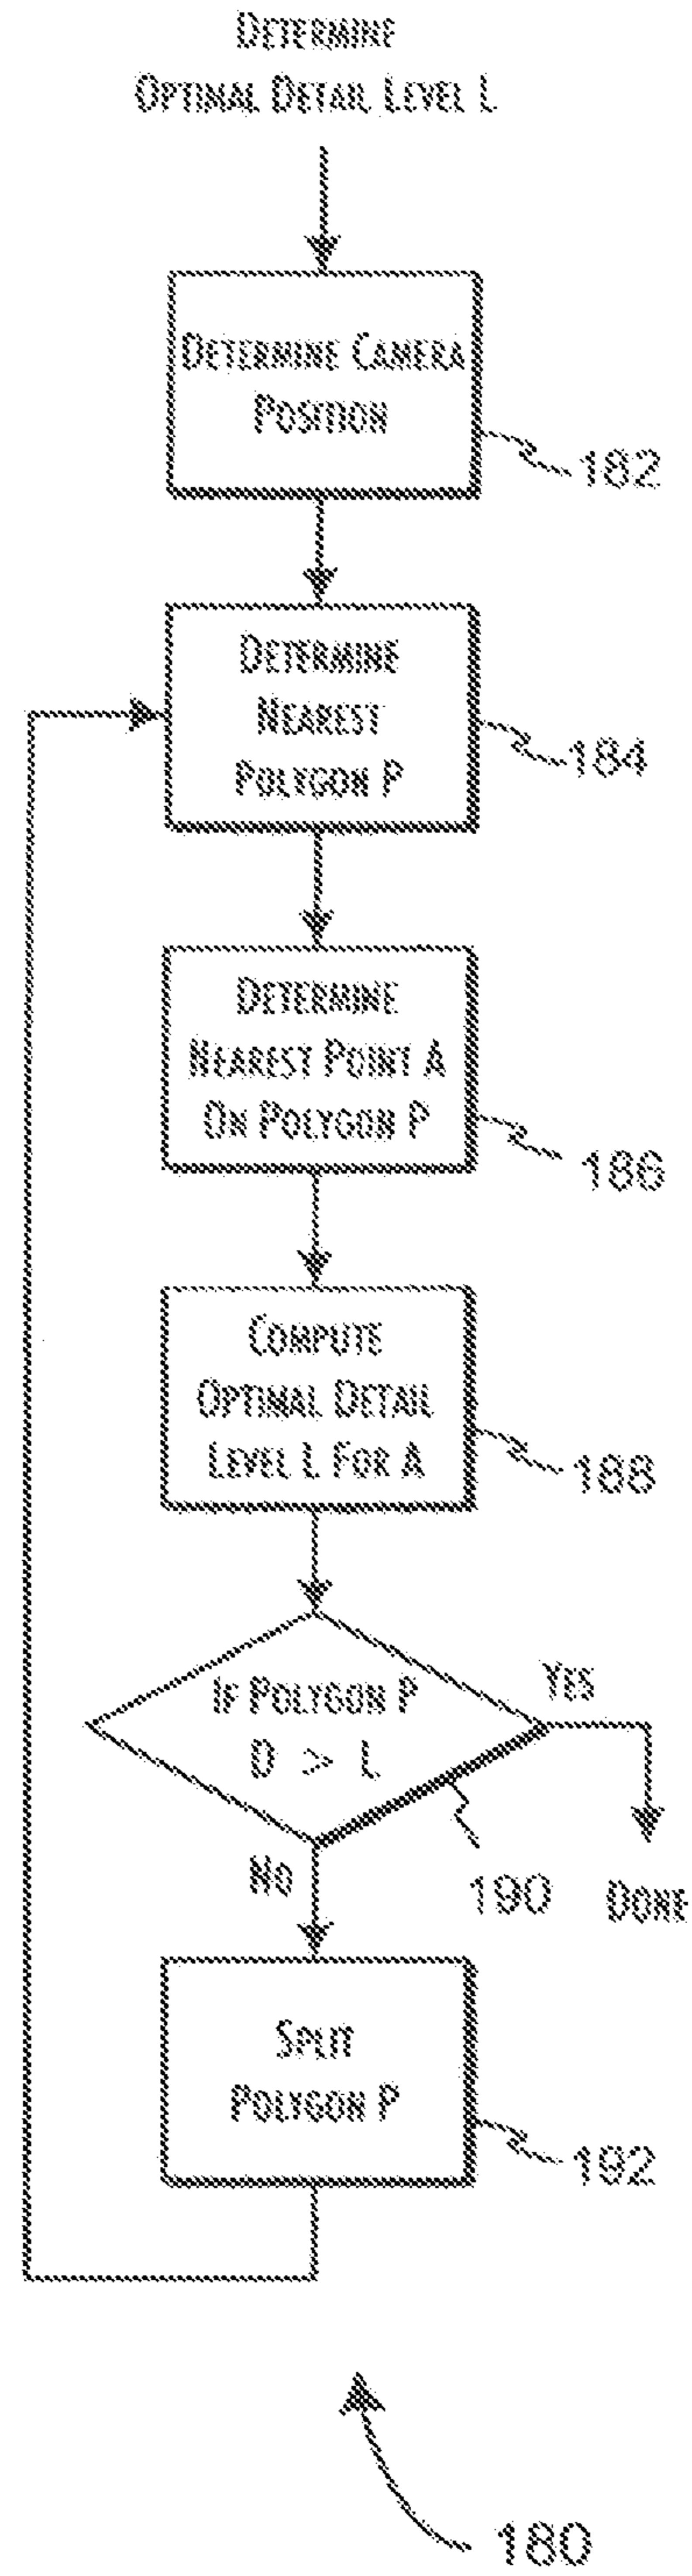 DETERMINE
OPTIMAL DETAIL LEVEL L
DETERMINE CAMERA
POSITION
182
DETERMINE
NEAREST
POLYGON P
184
DETERMINE
NEAREST POINT A
ON POLYGON P
186
COMPUTE
OPTIMAL DETAIL
LEVEL L FOR A
188
IF POLYGON P
D > L
YES
NO
190
DONE
SPLIT
POLYGON P
192
180